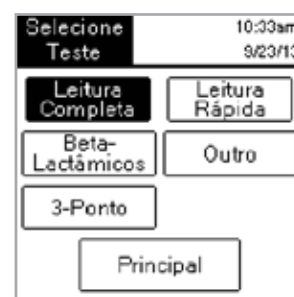 Selecione
Teste
10:33am
9/23/13
Leitura
Completa
Leitura
Rápida
Beta-
Lactâmicos
Outro
3-Ponto
Principal